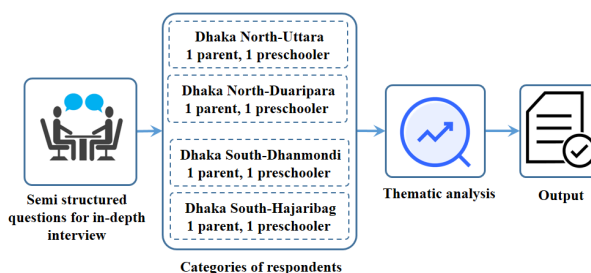 Dhaka North-Uttara
1 parent, 1 preschooler
Dhaka North-Duaripara
1 parent, 1 preschooler
Dhaka South-Dhanmondi
1 parent, 1 preschooler
Dhaka South-Hajaribag
1 parent, 1 preschooler
Semi structured
questions for in-depth
interview
Categories of respondents
Thematic analysis
Output